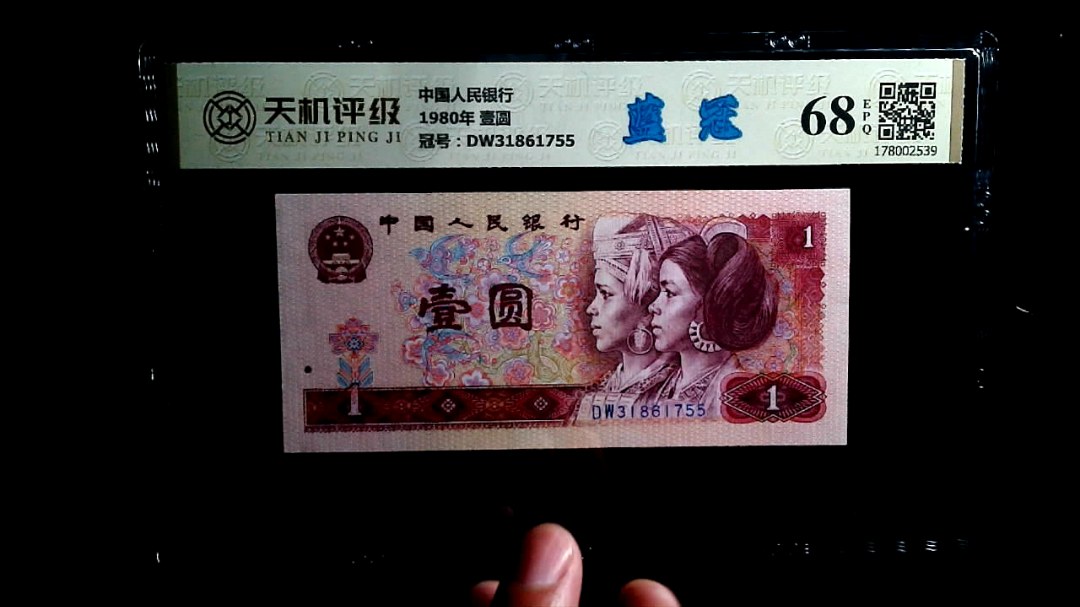 天机评级
TIAN JI PING JI
中国人民银行
1980年 壹圆
冠号：DW31861755
蓝冠
68
EPQ
178002539
中国人民银行
1
壹圆
1
DW31861755
1